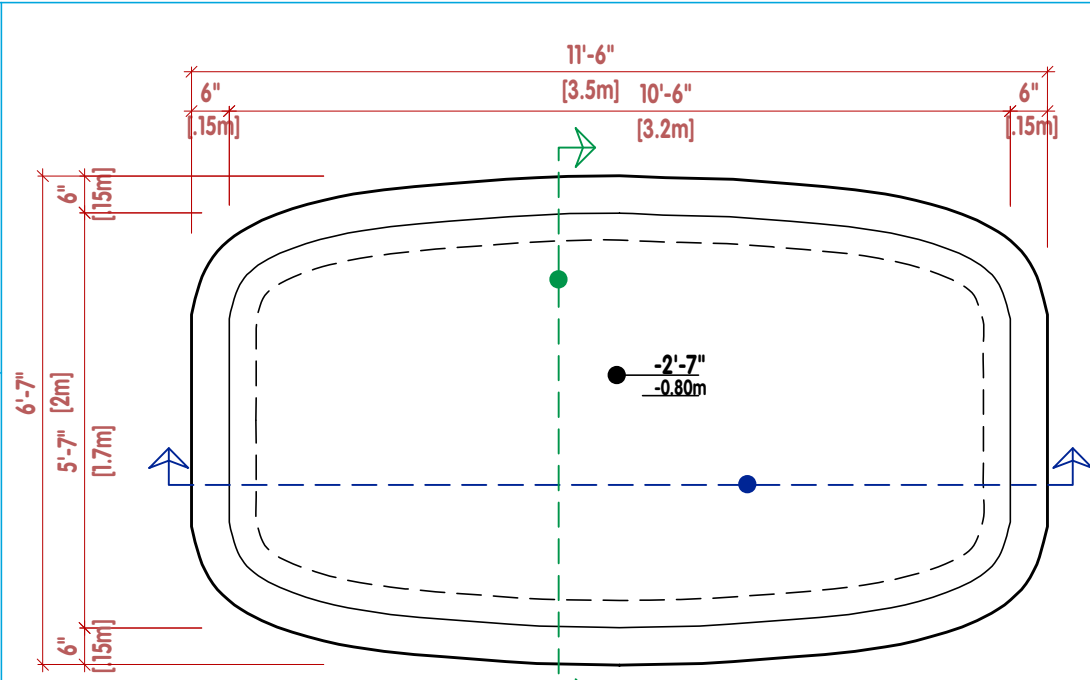 11'-6"
[3.5m]
6"
[.15m]
10'-6"
[3.2m]
6"
[.15m]
6"
[.15m]
6'-7"
[2m]
5'-7"
[1.7m]
-2'-7"
-0.80m
6"
[.15m]